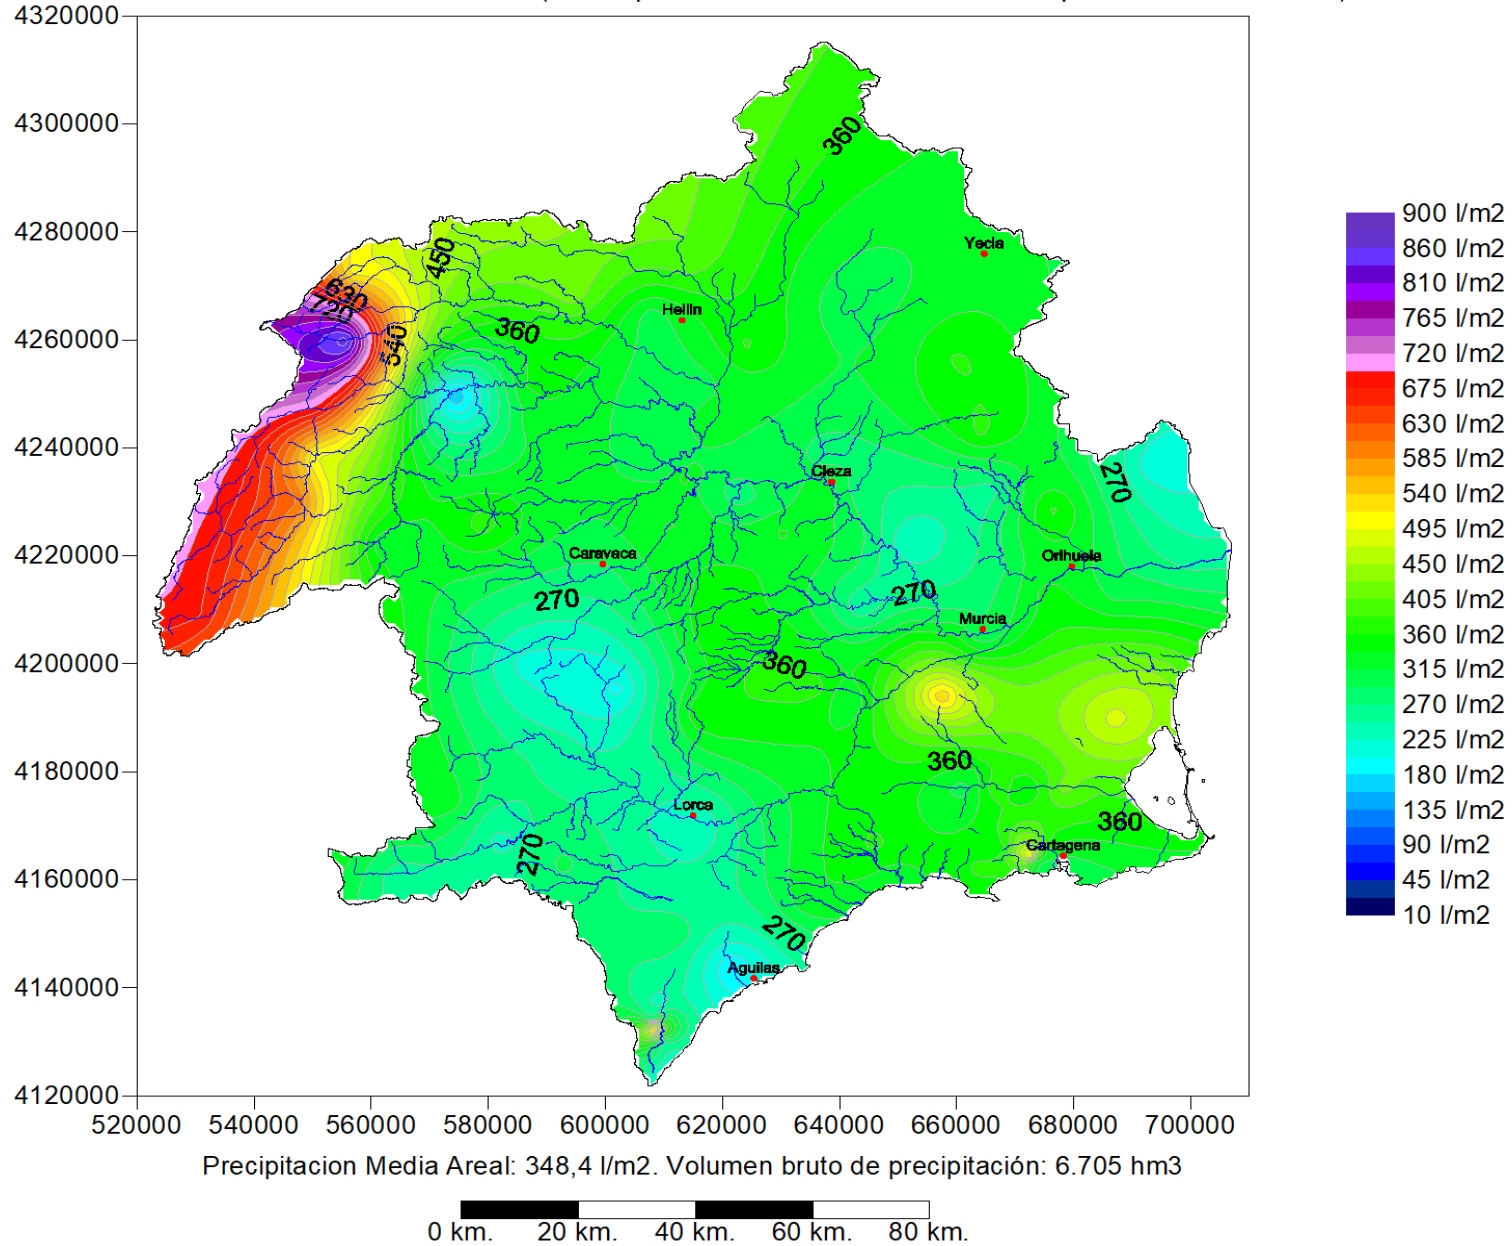 4320000
4300000
4280000
4260000
4240000
4220000
4200000
4180000
4160000
4140000
4120000
520000 540000 560000 580000 600000 620000 640000 660000 680000 700000
360
Yecla
450
630
720
Hellin
360
540
Cieza
270
Caravaca
Orihuela
270
270
Murcia
360
360
Lorca
360
270
Cartagena
270
Aguilas
900 l/m2
860 l/m2
810 l/m2
765 l/m2
720 l/m2
675 l/m2
630 l/m2
585 l/m2
540 l/m2
495 l/m2
450 l/m2
405 l/m2
360 l/m2
315 l/m2
270 l/m2
225 l/m2
180 l/m2
135 l/m2
90 l/m2
45 l/m2
10 l/m2
Precipitacion Media Areal: 348,4 l/m2. Volumen bruto de precipitación: 6.705 hm3
0 km. 20 km. 40 km. 60 km. 80 km.